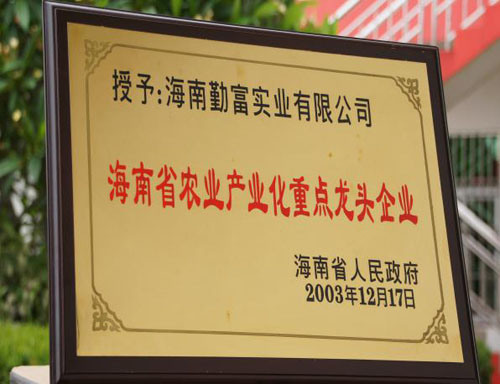 授予:海南勤富实业有限公司
海南省农业产业化重点龙头企业
海南省人民政府
2003年12月17日